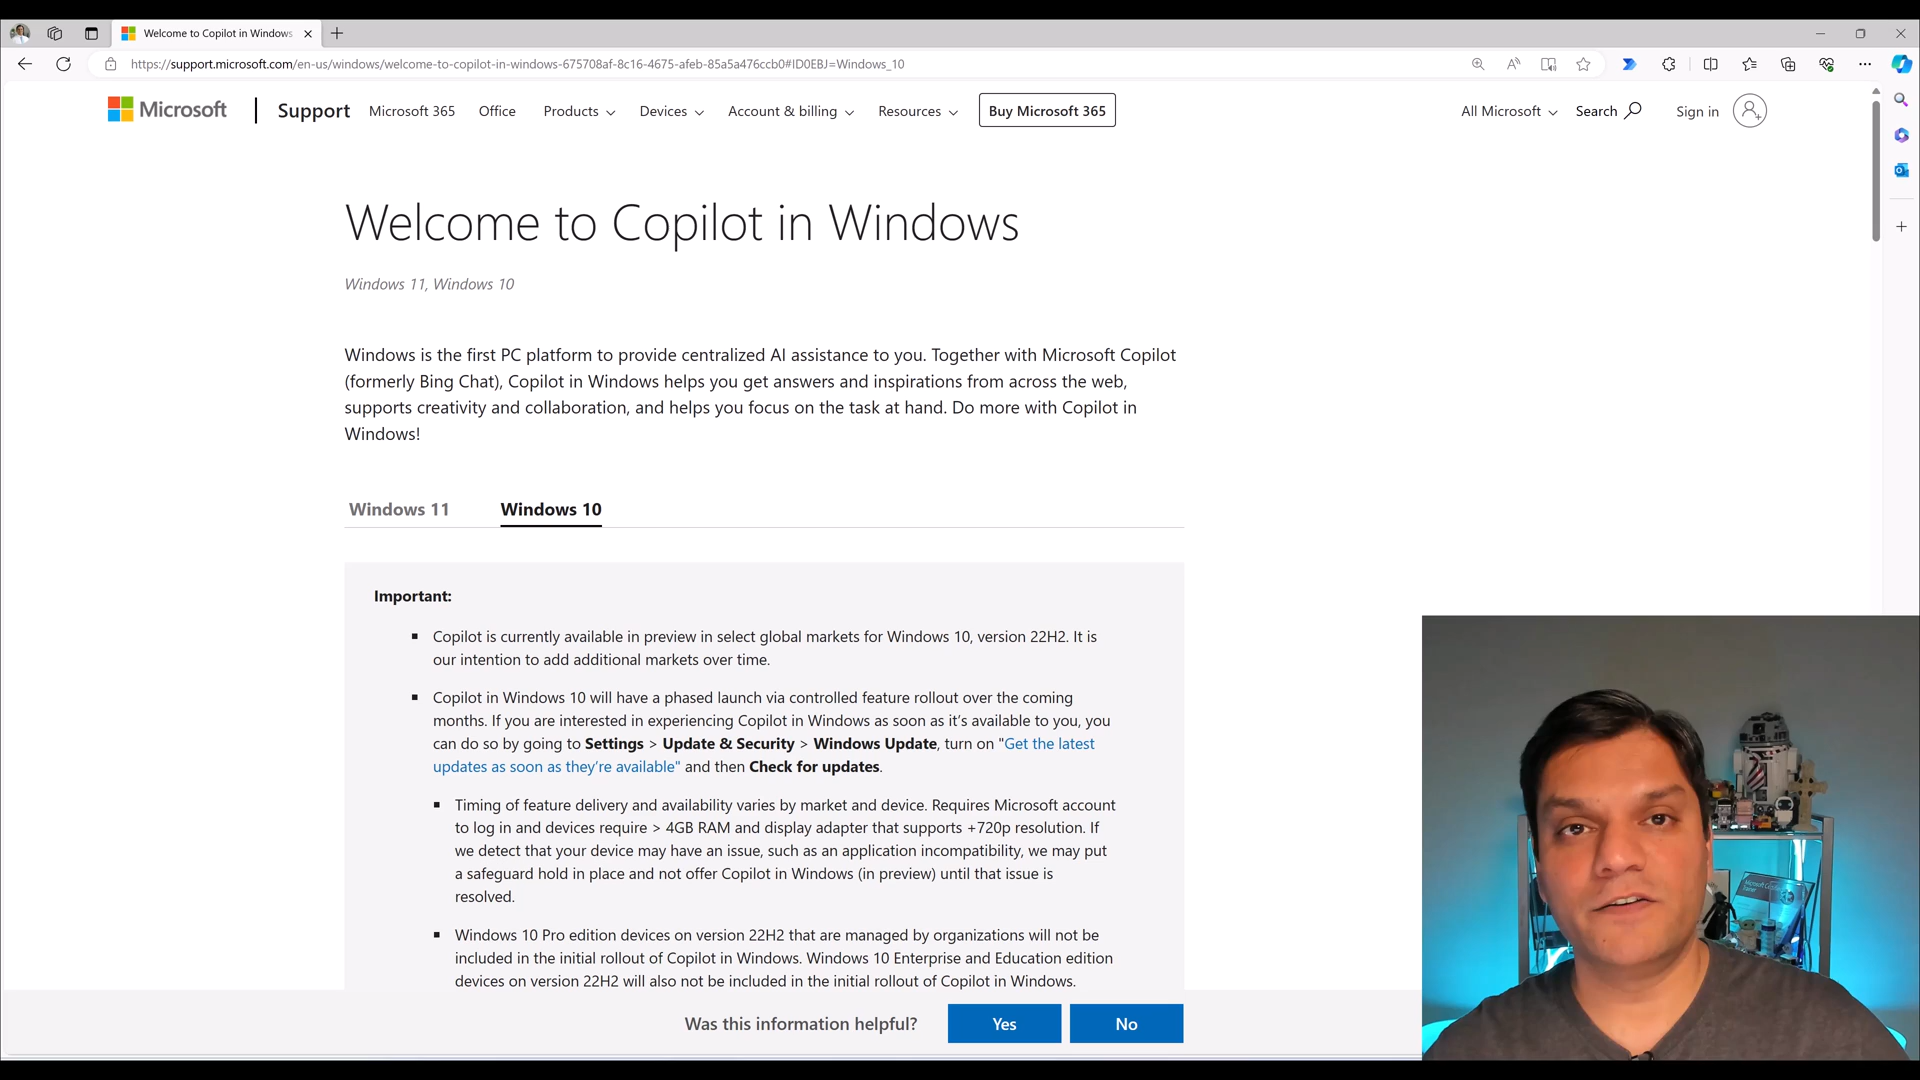 Welcome to Copilot in Windows
https://support.microsoft.com/en-us/windows/welcome-to-copilot-in-windows-675708af-8c16-4675-afeb-85a5a476ccb0#ID0EBJ=Windows_10
Microsoft
Support
Microsoft 365
Office
Products
Devices
Account & billing
Resources
Buy Microsoft 365
All Microsoft
Search
Sign in
Welcome to Copilot in Windows
Windows 11, Windows 10
Windows is the first PC platform to provide centralized AI assistance to you. Together with Microsoft Copilot
(formerly Bing Chat), Copilot in Windows helps you get answers and inspirations from across the web,
supports creativity and collaboration, and helps you focus on the task at hand. Do more with Copilot in
Windows!
Windows 11
Windows 10
Important:
▪ Copilot is currently available in preview in select global markets for Windows 10, version 22H2. It is
our intention to add additional markets over time.
▪ Copilot in Windows 10 will have a phased launch via controlled feature rollout over the coming
months. If you are interested in experiencing Copilot in Windows as soon as it's available to you, you
can do so by going to Settings > Update & Security > Windows Update, turn on "Get the latest
updates as soon as they're available" and then Check for updates.
▪ Timing of feature delivery and availability varies by market and device. Requires Microsoft account
to log in and devices require > 4GB RAM and display adapter that supports +720p resolution. If
we detect that your device may have an issue, such as an application incompatibility, we may put
a safeguard hold in place and not offer Copilot in Windows (in preview) until that issue is
resolved.
▪ Windows 10 Pro edition devices on version 22H2 that are managed by organizations will not be
included in the initial rollout of Copilot in Windows. Windows 10 Enterprise and Education edition
devices on version 22H2 will also not be included in the initial rollout of Copilot in Windows.
Was this information helpful?
Yes
No